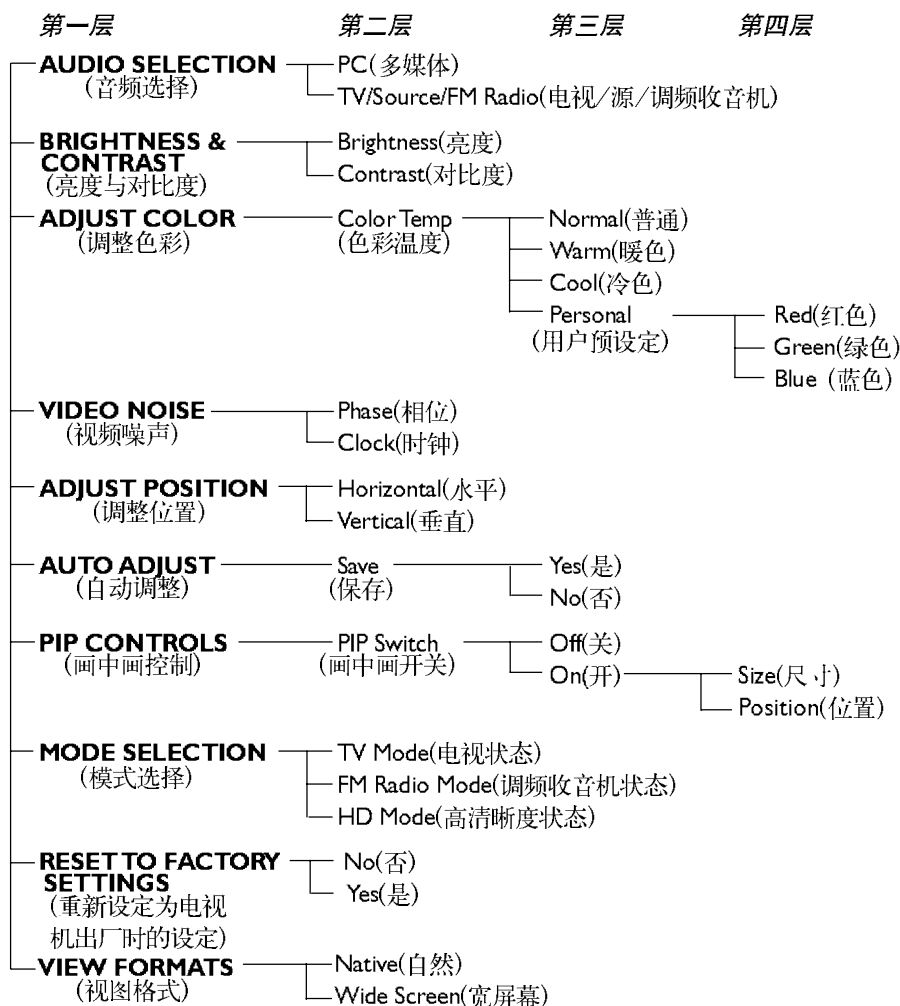 第一层 第二层 第三层 第四层
AUDIO SELECTION PC(多媒体)
(音频选择)
TV/Source/FM Radio(电视/源/调频收音机)
BRIGHTNESS & Brightness(亮度)
CONTRAST Contrast(对比度)
(亮度与对比度)
ADJUST COLOR Color Temp Normal(普通)
(调整色彩) (色彩温度) Warm(暖色)
Cool(冷色)
Personal Red(红色)
(用户预设定) Green(绿色)
Blue (蓝色)
VIDEO NOISE Phase(相位)
(视频噪声) Clock(时钟)
ADJUST POSITION Horizontal(水平)
(调整位置) Vertical(垂直)
AUTO ADJUST Save Yes(是)
(自动调整) (保存) No(否)
PIP CONTROLS PIP Switch Off(关)
(画中画控制) (画中画开关) On(开) Size(尺寸)
Position(位置)
MODE SELECTION TV Mode(电视状态)
(模式选择) FM Radio Mode(调频收音机状态)
HD Mode(高清晰度状态)
RESET TO FACTORY No(否)
SETTINGS Yes(是)
(重新设定为电视
机出厂时的设定)
VIEW FORMATS Native(自然)
(视图格式) Wide Screen(宽屏幕)